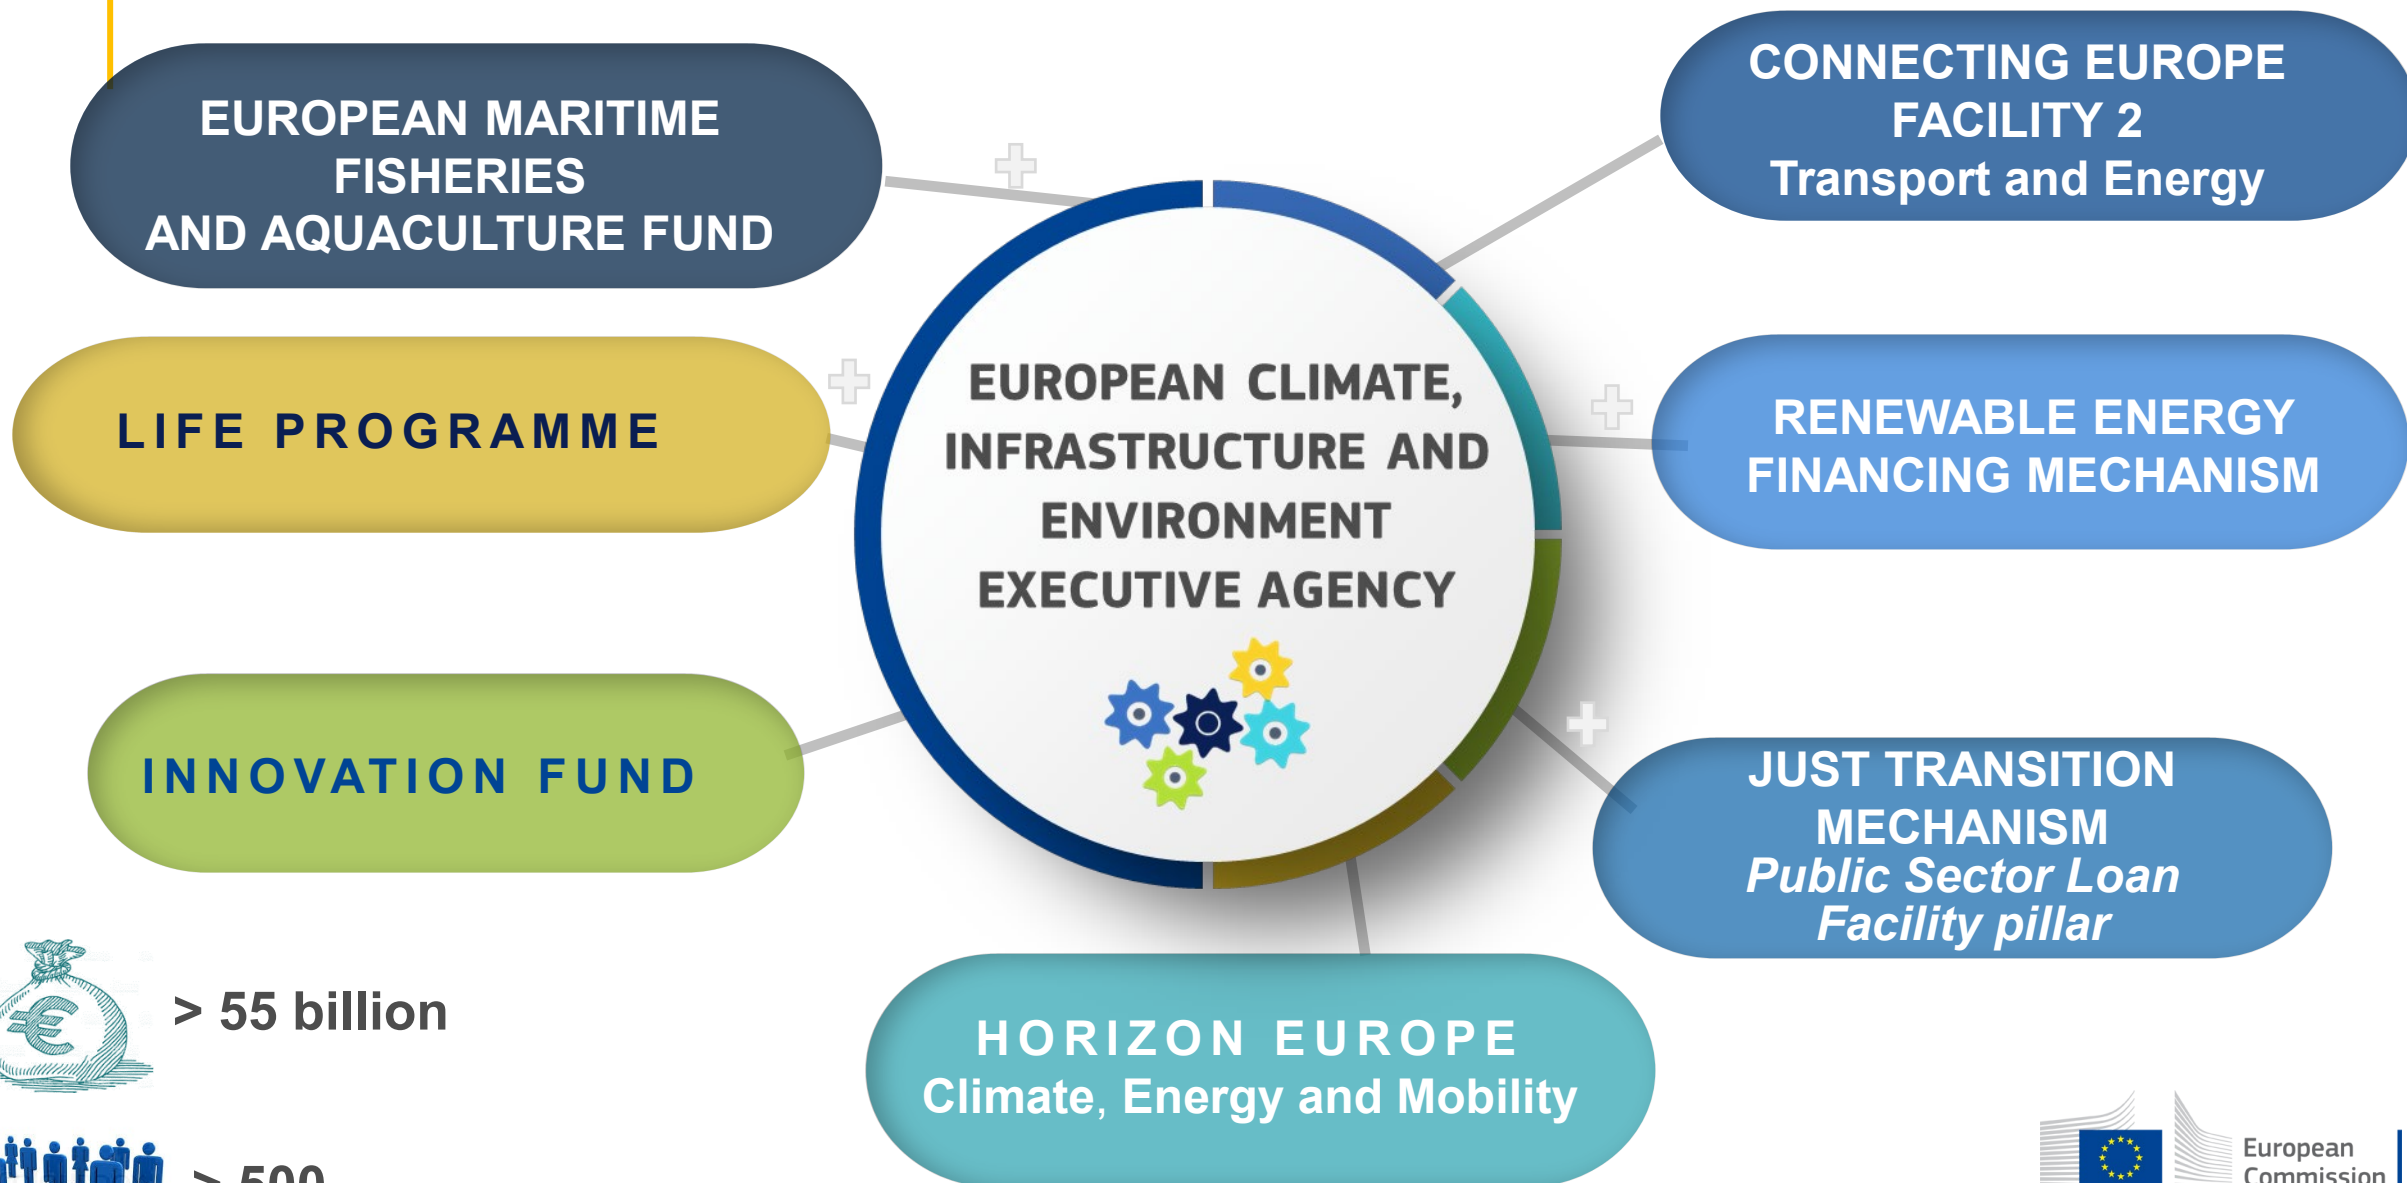 EUROPEAN MARITIME
FISHERIES
AND AQUACULTURE FUND
CONNECTING EUROPE
FACILITY 2
Transport and Energy
LIFE PROGRAMME
EUROPEAN CLIMATE,
INFRASTRUCTURE AND
ENVIRONMENT
EXECUTIVE AGENCY
RENEWABLE ENERGY
FINANCING MECHANISM
INNOVATION FUND
JUST TRANSITION
MECHANISM
Public Sector Loan
Facility pillar
HORIZON EUROPE
Climate, Energy and Mobility
€
> 55 billion
> 500
European
Commission